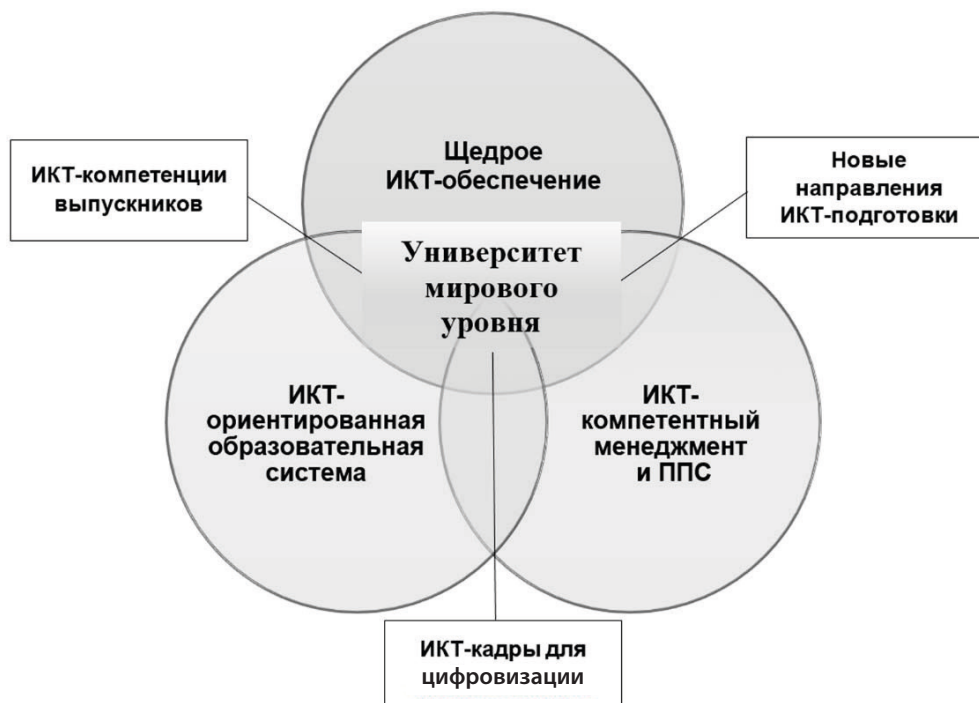 Щедрое
ИКТ-обеспечение
ИКТ-компетенции
выпускников
Новые
направления
ИКТ-подготовки
Университет
мирового
уровня
ИКТ-
ориентированная
образовательная
система
ИКТ-
компетентный
менеджмент
и ППС
ИКТ-кадры для
цифровизации